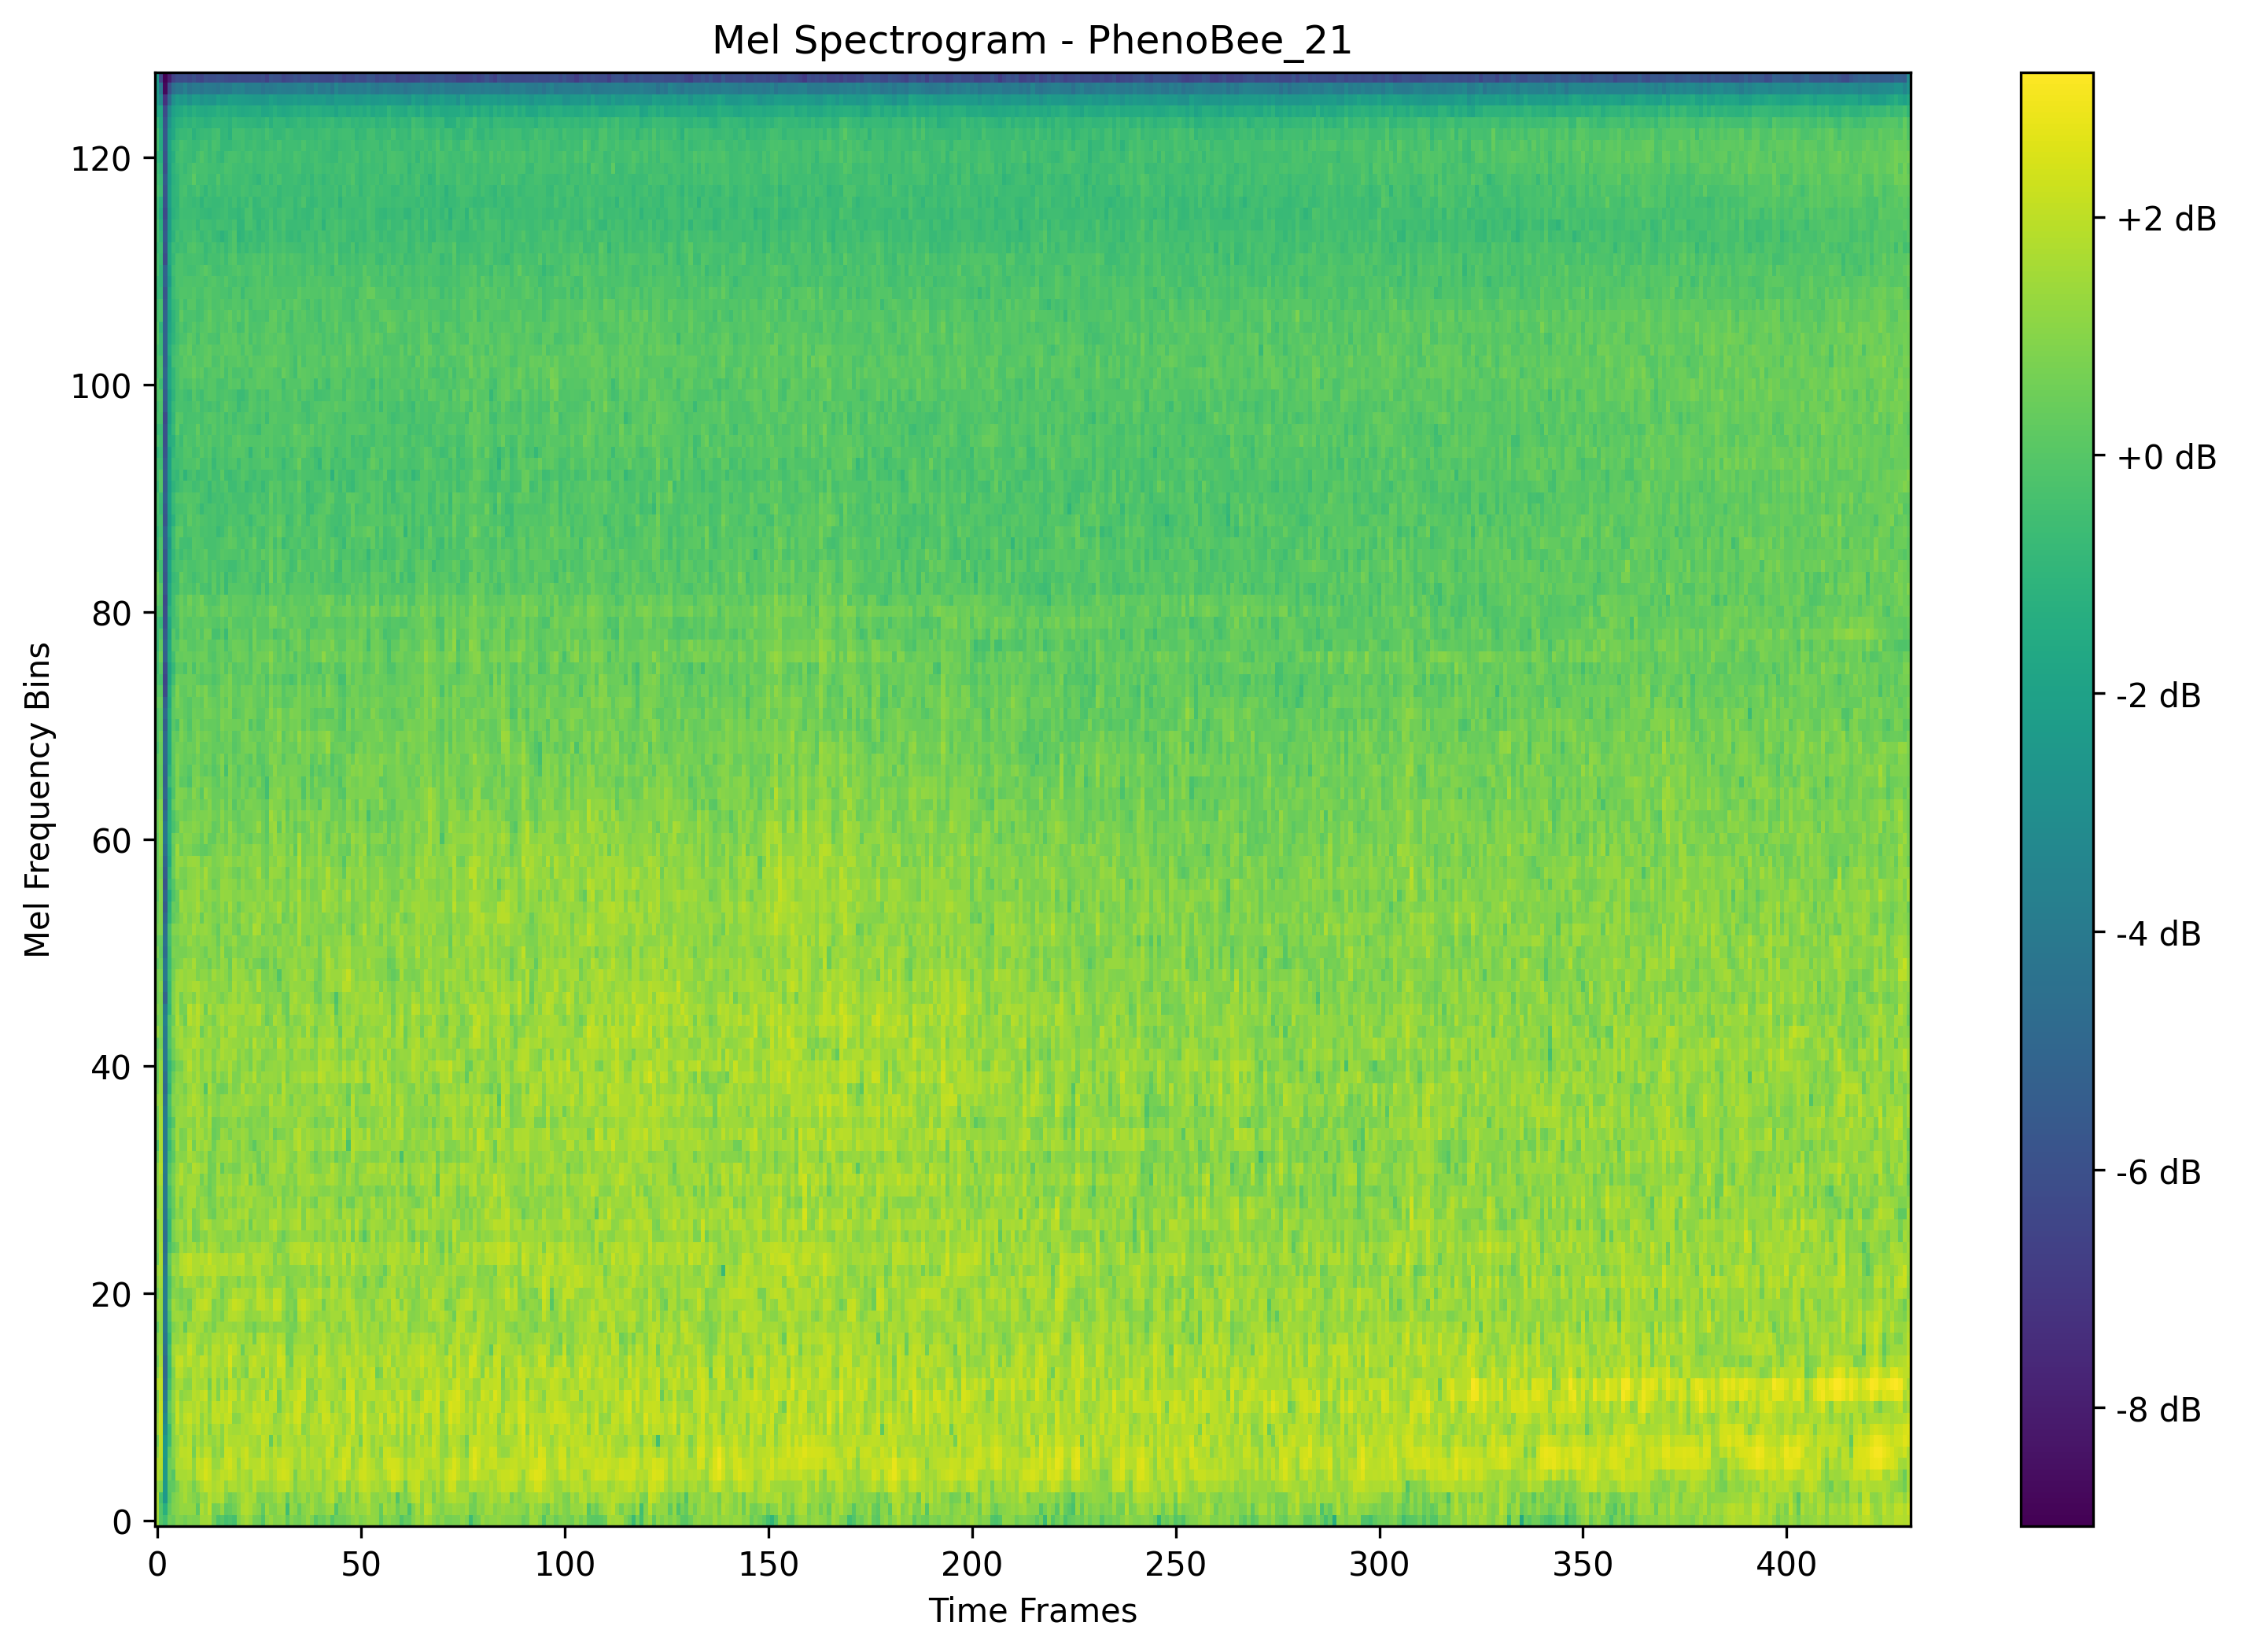 Mel Spectrogram - PhenoBee_21
Mel Frequency Bins
120
100
80
60
40
20
0
0 50 100 150 200 250 300 350 400
Time Frames
+2 dB
+0 dB
-2 dB
-4 dB
-6 dB
-8 dB